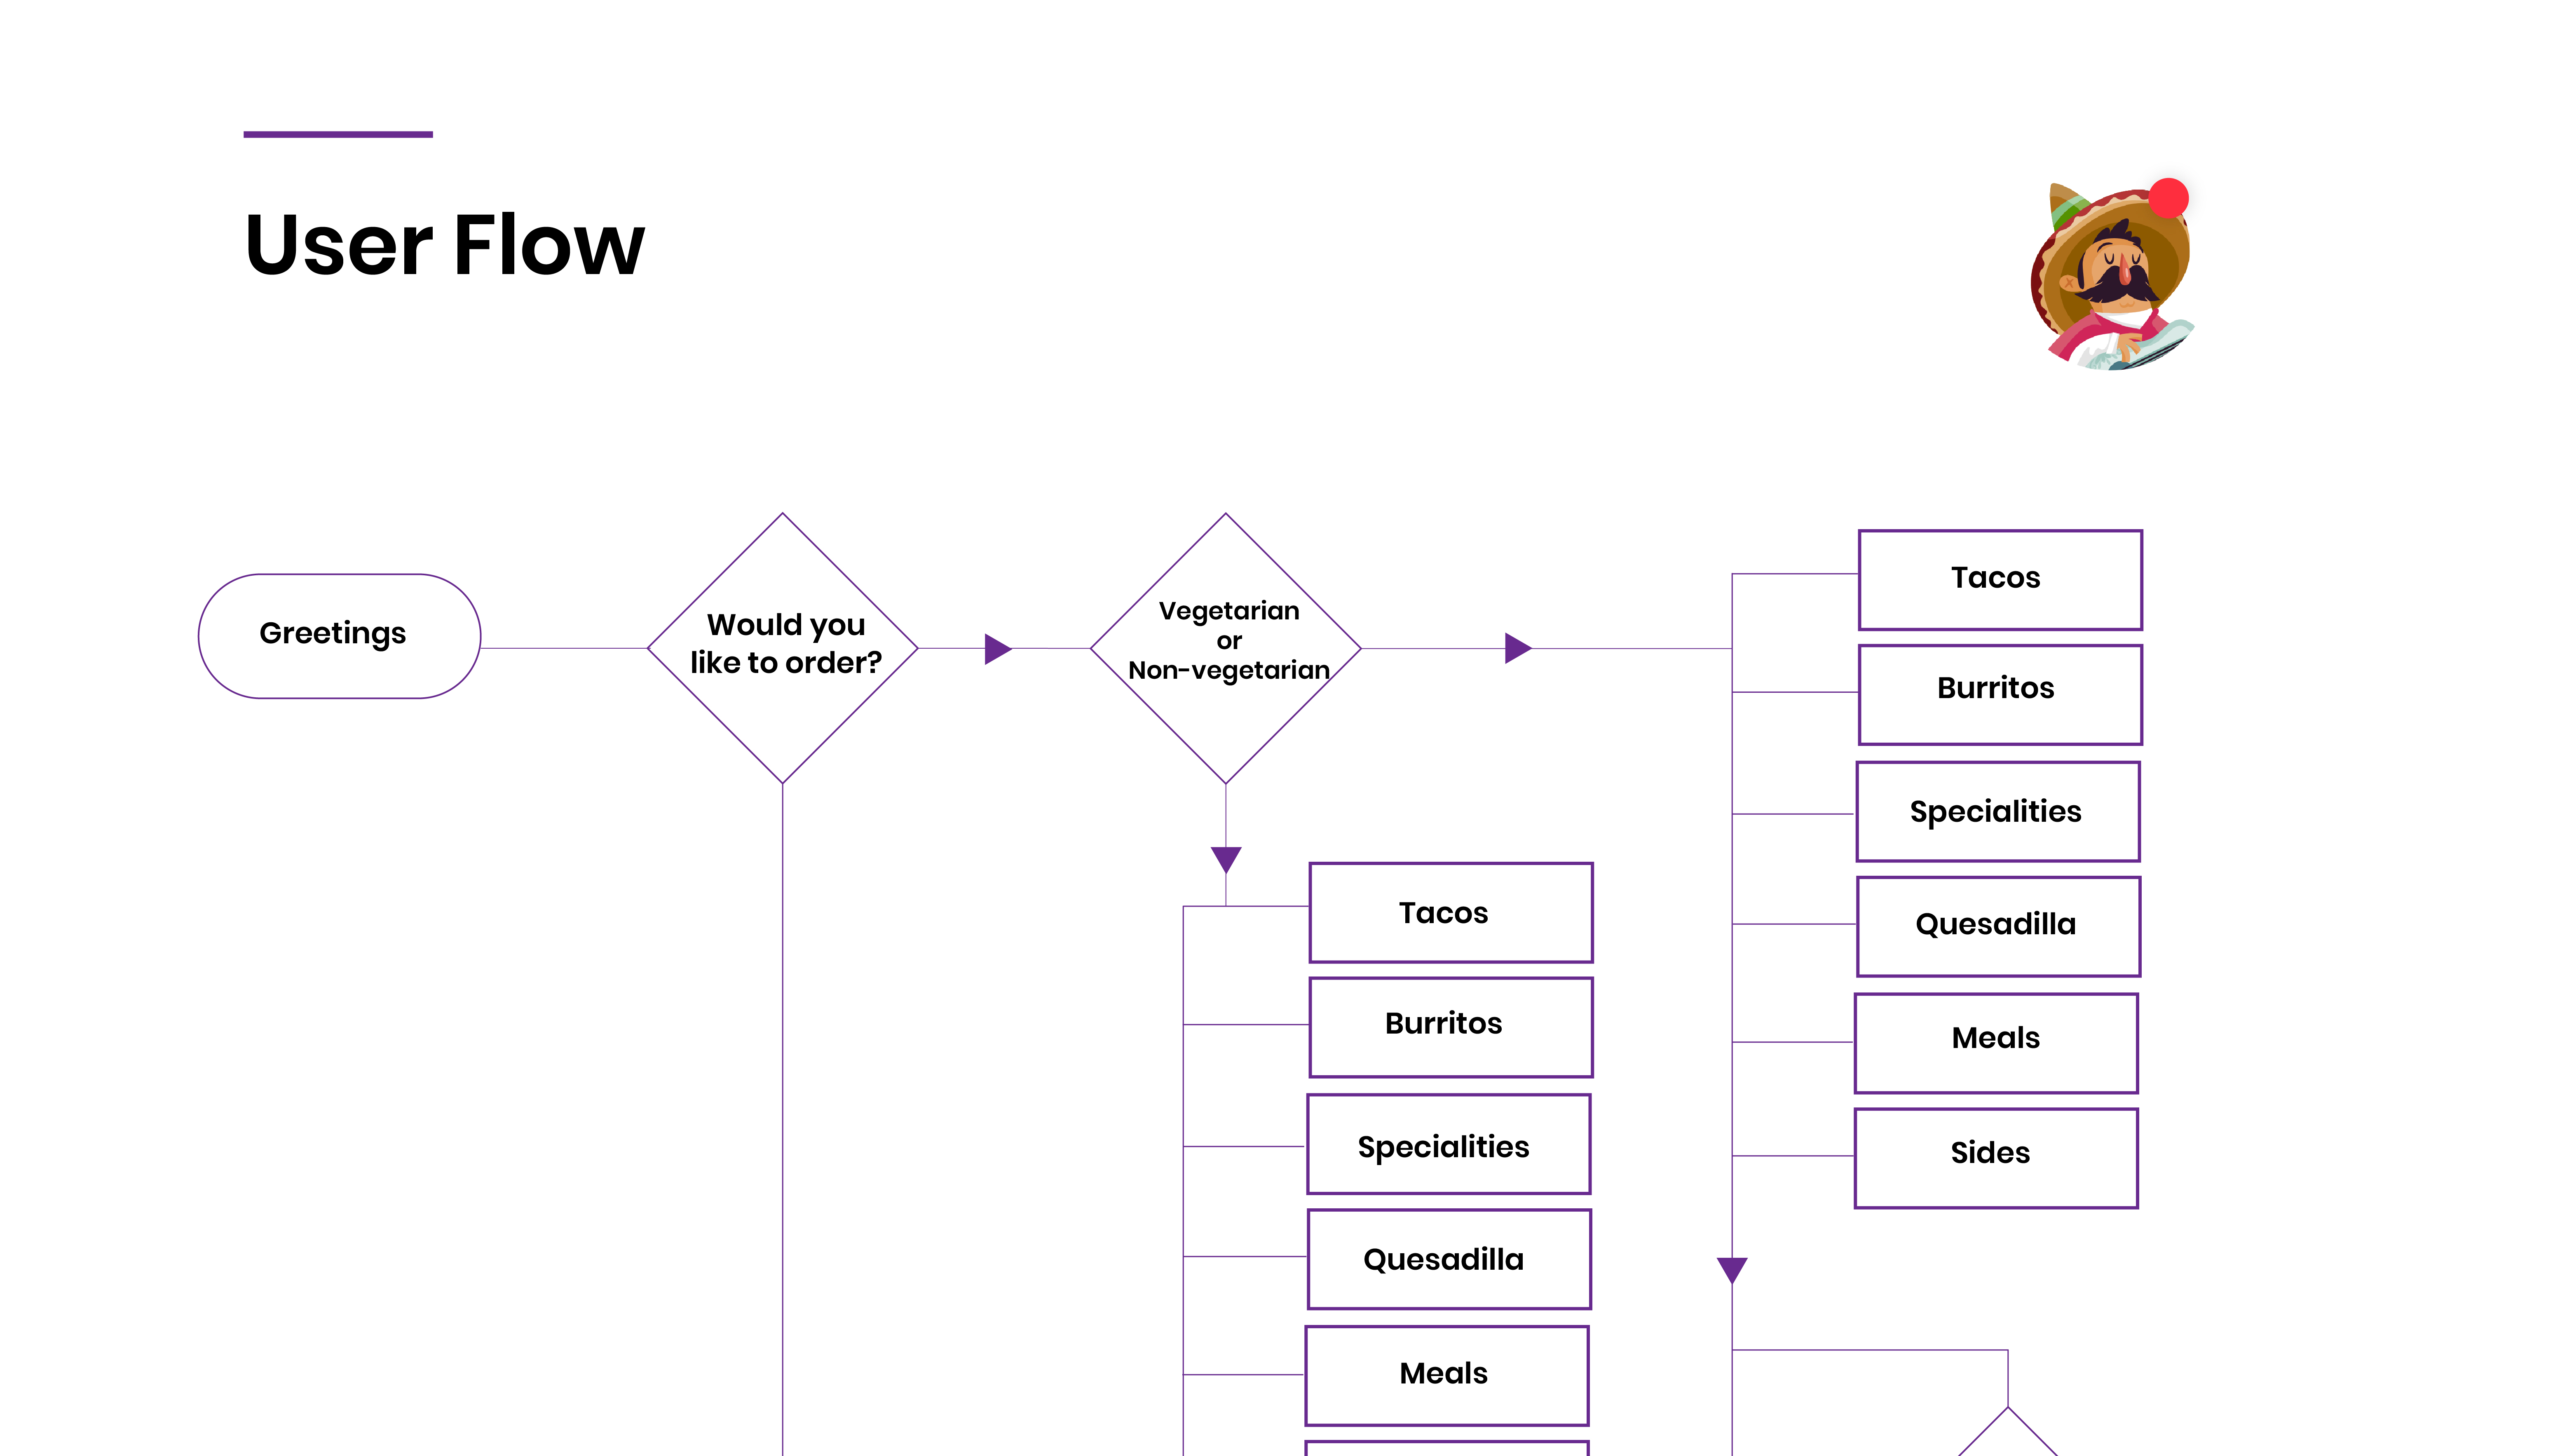 User Flow
Greetings
Would you
like to order?
Vegetarian
or
Non-vegetarian
Tacos
Burritos
Specialities
Quesadilla
Meals
Sides
Tacos
Burritos
Specialities
Quesadilla
Meals